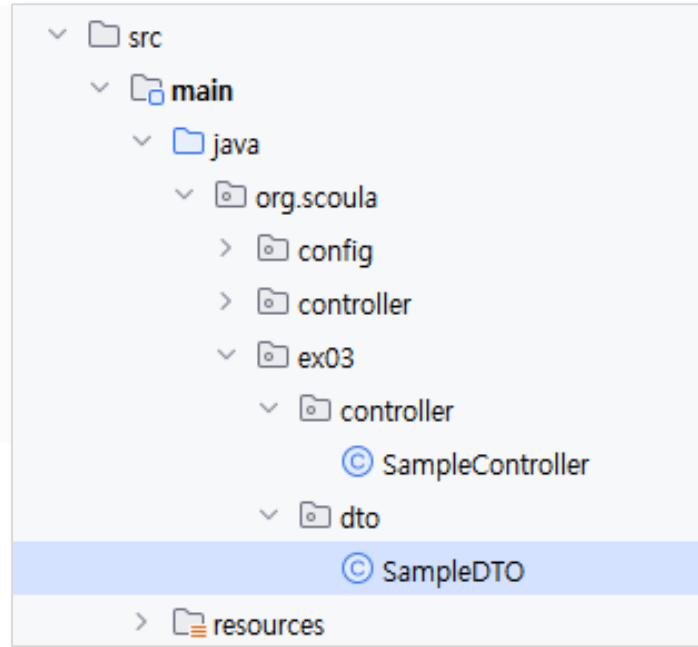 src
main
java
org.scoula
config
controller
ex03
controller
SampleController
dto
SampleDTO
resources